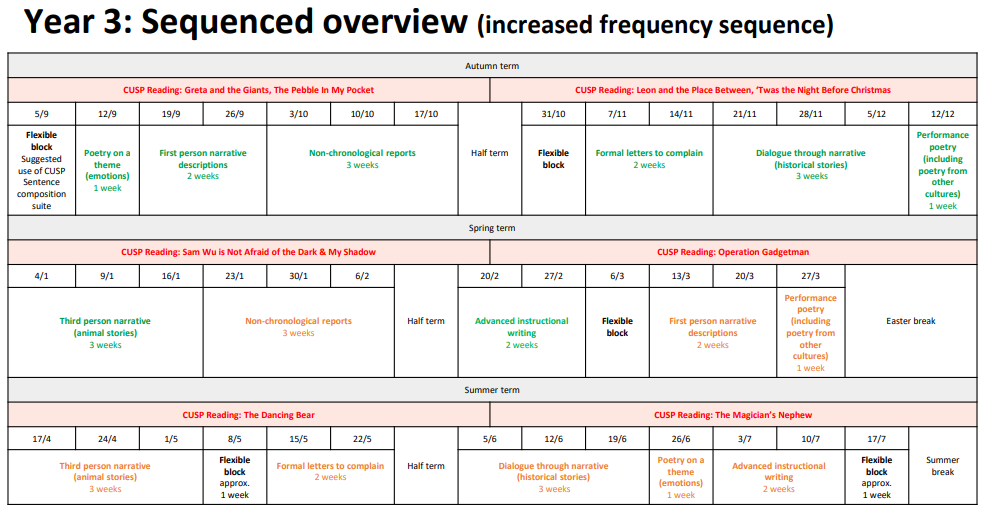 Year 3: Sequenced overview (increased frequency sequence)
Autumn term
CUSP Reading: Greta and the Giants, The Pebble In My Pocket
CUSP Reading: Leon and the Place Between, ’Twas the Night Before Christmas
5/9
12/9
19/9
26/9
3/10
10/10
17/10
Half term
31/10
7/11
14/11
21/11
28/11
5/12
12/12
Flexible
block
Suggested
use of CUSP
Sentence
composition
suite
Poetry on a
theme
(emotions)
1 week
First person narrative
descriptions
2 weeks
Non-chronological reports
3 weeks
Flexible
block
Formal letters to complain
2 weeks
Dialogue through narrative
(historical stories)
3 weeks
Performance
poetry
(including
poetry from
other
cultures)
1 week
Spring term
CUSP Reading: Sam Wu is Not Afraid of the Dark & My Shadow
CUSP Reading: Operation Gadgetman
4/1
9/1
16/1
23/1
30/1
6/2
Half term
20/2
27/2
6/3
13/3
20/3
27/3
Easter break
Third person narrative
(animal stories)
3 weeks
Non-chronological reports
3 weeks
Advanced instructional
writing
2 weeks
Flexible
block
First person narrative
descriptions
2 weeks
Performance
poetry
(including
poetry from
other
cultures)
1 week
Summer term
CUSP Reading: The Dancing Bear
CUSP Reading: The Magician’s Nephew
17/4
24/4
1/5
8/5
15/5
22/5
Half term
5/6
12/6
19/6
26/6
3/7
10/7
17/7
Summer
break
Third person narrative
(animal stories)
3 weeks
Flexible
block
approx.
1 week
Formal letters to complain
2 weeks
Dialogue through narrative
(historical stories)
3 weeks
Poetry on a
theme
(emotions)
1 week
Advanced instructional
writing
2 weeks
Flexible
block
approx.
1 week